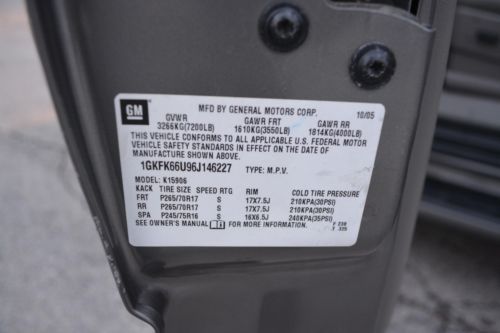 GM
MFD BY GENERAL MOTORS CORP. 10/05
GVWR GAWR FRT GAWR RR
3266KG(7200LB) 1610KG(3550LB) 1814KG(4000LB)
THIS VEHICLE CONFORMS TO ALL APPLICABLE U.S. FEDERAL MOTOR
VEHICLE SAFETY STANDARDS IN EFFECT ON THE DATE OF
MANUFACTURE SHOWN ABOVE.
1GKFK66U96J146227 TYPE: M.P.V.
MODEL: K15906
KACK TIRE SIZE SPEED RTG RIM COLD TIRE PRESSURE
FRT P265/70R17 S 17X7.5J 210KPA(30PSI)
RR P265/70R17 S 17X7.5J 210KPA(30PSI)
SPA P245/75R16 S 16X6.5J 240KPA(35PSI)
SEE OWNER'S MANUAL FOR MORE INFORMATION.